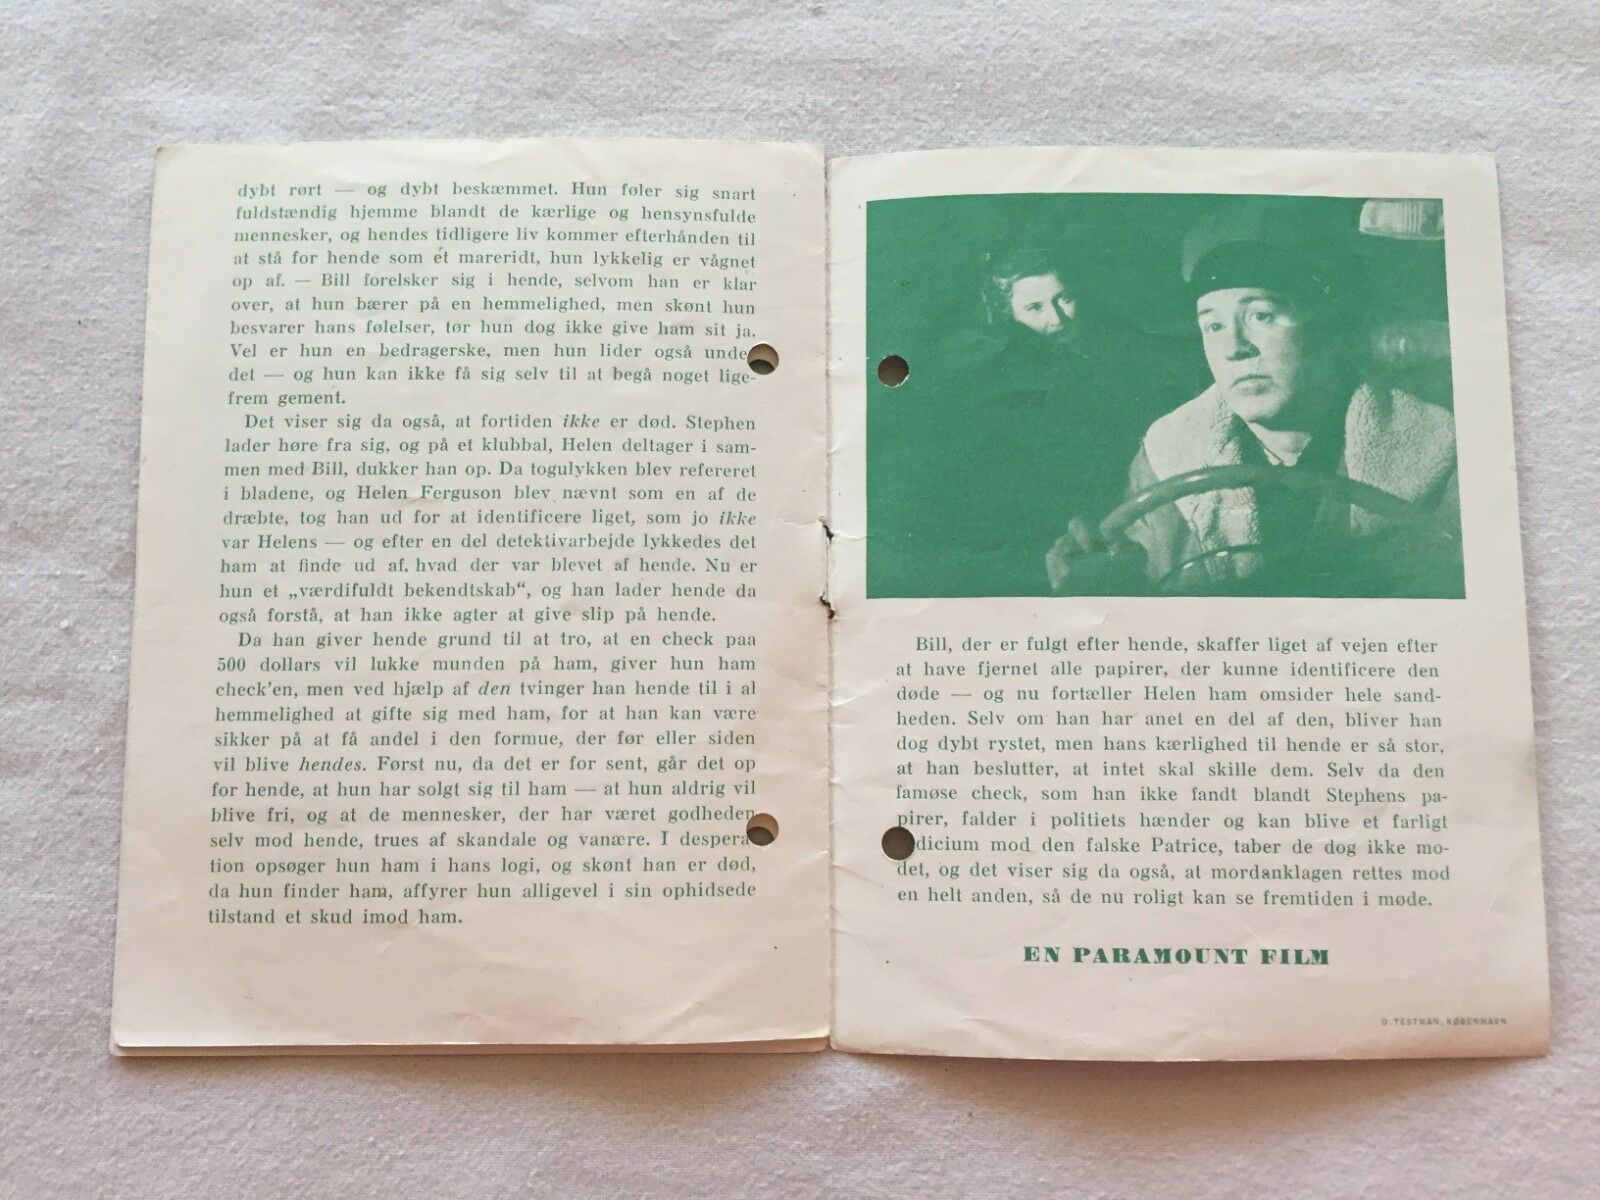 dybt rørt — og dybt beskæmmet. Hun føler sig snart
fuldstændig hjemme blandt de kærlige og hensynsfulde
mennesker, og hendes tidligere liv kommer efterhånden til
at stå for hende som ét mareridt, hun lykkelig er vågnet
op af. — Bill forelsker sig i hende, selvom han er klar
over, at hun bærer på en hemmelighed, men skønt hun
besvarer hans følelser, tør hun dog ikke give ham sit ja.
Vel er hun en bedragerske, men hun lider også unde
det — og hun kan ikke få sig selv til at begå noget lige-
frem gement.
Det viser sig da også, at fortiden ikke er død. Stephen
lader høre fra sig, og på et klubbal, Helen deltager i sam-
men med Bill, dukker han op. Da togulykken blev refereret
i bladene, og Helen Ferguson blev nævnt som en af de
dræbte, tog han ud for at identificere liget, som jo ikke
var Helens — og efter en del detektivarbejde lykkedes det
ham at finde ud af, hvad der var blevet af hende. Nu er
hun et „værdifuldt bekendtskab“, og han lader hende da
også forstå, at han ikke agter at give slip på hende.
Da han giver hende grund til at tro, at en check paa
500 dollars vil lukke munden på ham, giver hun ham
check'en, men ved hjælp af den tvinger han hende til i al
hemmelighed at gifte sig med ham, for at han kan være
sikker på at få andel i den formue, der før eller siden
vil blive hendes. Først nu, da det er for sent, går det op
for hende, at hun har solgt sig til ham — at hun aldrig vil
blive fri, og at de mennesker, der har været godheden
selv mod hende, trues af skandale og vanære. I despera-
tion opsøger hun ham i hans logi, og skønt han er død,
da hun finder ham, affyrer hun alligevel i sin ophidsede
tilstand et skud imod ham.
Bill, der er fulgt efter hende, skaffer liget af vejen efter
at have fjernet alle papirer, der kunne identificere den
døde — og nu fortæller Helen ham omsider hele sand-
heden. Selv om han har anet en del af den, bliver han
dog dybt rystet, men hans kærlighed til hende er så stor,
at han beslutter, at intet skal skille dem. Selv da den
famøse check, som han ikke fandt blandt Stephens pa-
pirer, falder i politiets hænder og kan blive et farligt
dicium mod den falske Patrice, taber de dog ikke mo-
det, og det viser sig da også, at mordanklagen rettes mod
en helt anden, så de nu roligt kan se fremtiden i møde.
EN PARAMOUNT FILM
D. TESTMAN, KØBENHAVN